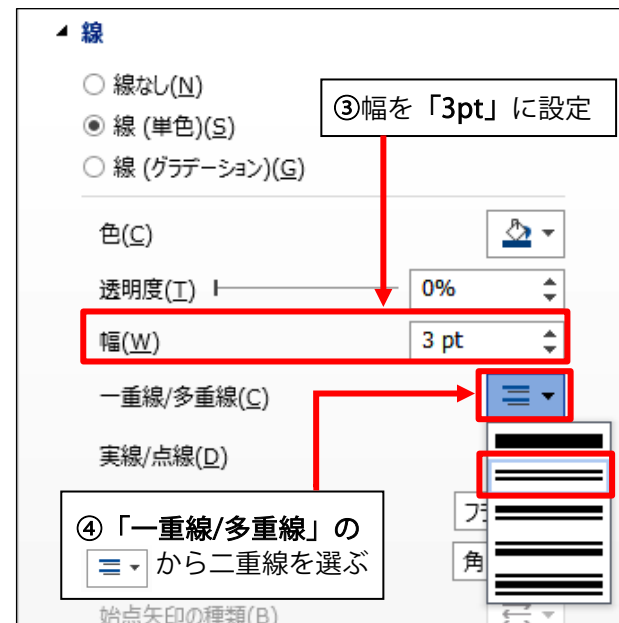 線
線なし(N)
③幅を「3pt」に設定
線 (単色)(S)
線 (グラデーション)(G)
色(C)
透明度(T) 0%
幅(W) 3 pt
一重線/多重線(C)
実線/点線(D)
④「一重線/多重線」の
から二重線を選ぶ
フラ
角
始点矢印の種類(B)